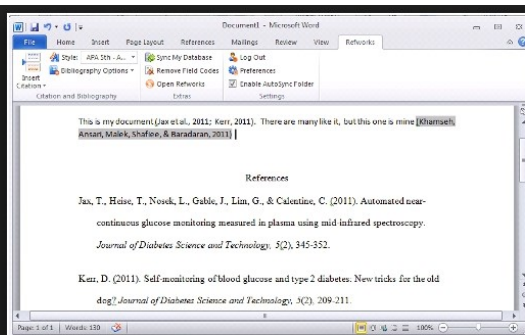 Document1 - Microsoft Word
File Home Insert Page Layout References Mailings Review View Refworks
Insert Citation
Style: APA 5th - A...
Bibliography Options
Citation and Bibliography
Sync My Database
Remove Field Codes
Open Refworks
Extras
Log Out
Preferences
Enable AutoSync Folder
Settings
This is my document (Jax et al., 2011; Kerr, 2011). There are many like it, but this one is mine (Khamseh,
Ansari, Malek, Shafiee, & Baradaran, 2011)
References
Jax, T., Heise, T., Nosek, L., Gable, J., Lim, G., & Calentine, C. (2011). Automated near-
continuous glucose monitoring measured in plasma using mid-infrared spectroscopy.
Journal of Diabetes Science and Technology, 5(2), 345-352.
Kerr, D. (2011). Self-monitoring of blood glucose and type 2 diabetes. New tricks for the old
dog? Journal of Diabetes Science and Technology, 5(2), 209-211.
Page: 1 of 1 Words: 130 100%